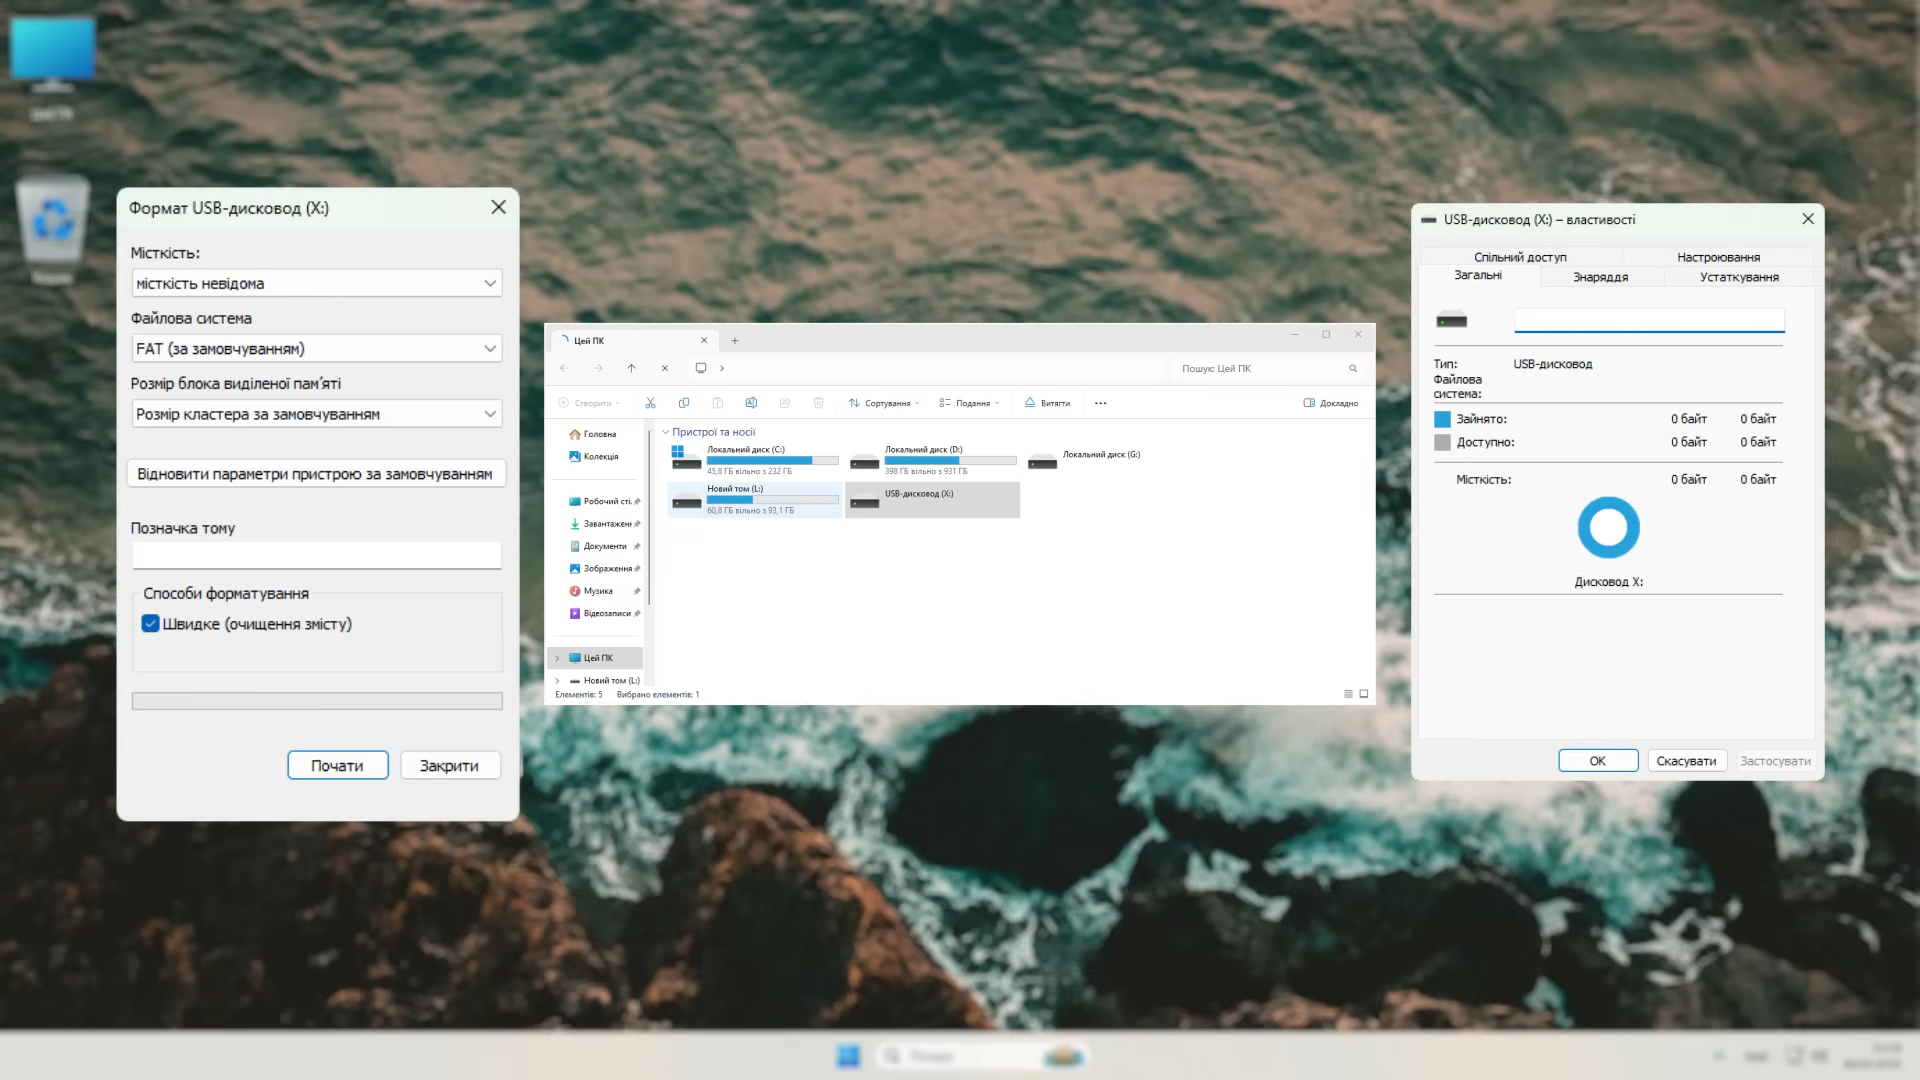 Формат USB-дисковод (X:)
Місткість:
місткість невідома
Файлова система
FAT (за замовчуванням)
Розмір блока виділеної пам'яті
Розмір кластера за замовчуванням
Відновити параметри пристрою за замовчуванням
Позначка тому
Способи форматування
Швидке (очищення змісту)
Почати
Закрити
Цей ПК
Пошук: Цей ПК
Створити
Сортування
Подання
Витягти
Докладно
Головна
Колекція
Робочий сті.
Завантажен
Документи
Зображення
Музика
Відеозаписи
Цей ПК
Новий том (L:)
Пристрої та носії
Локальний диск (C:)
45,8 ГБ вільно з 232 ГБ
Локальний диск (D:)
398 ГБ вільно з 931 ГБ
Локальний диск (G:)
Новий том (L:)
60,8 ГБ вільно з 93,1 ГБ
USB-дисковод (X:)
Елементів: 5 Вибрано елементів: 1
USB-дисковод (X:) – властивості
Спільний доступ Настроювання
Загальні Знаряддя Устаткування
Тип: USB-дисковод
Файлова
система:
Зайнято: 0 байт 0 байт
Доступно: 0 байт 0 байт
Місткість: 0 байт 0 байт
Дисковод X:
OK
Скасувати
Застосувати